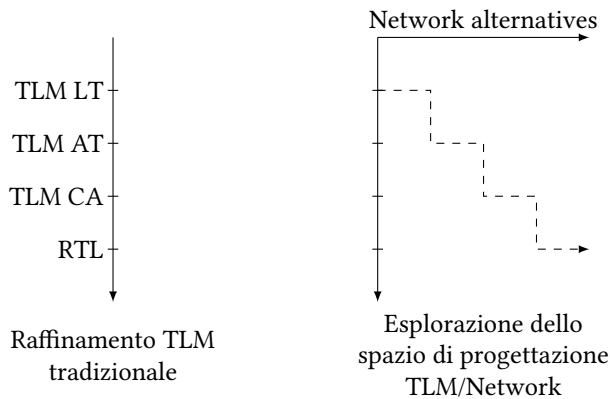 Network alternatives
TLM LT
TLM AT
TLM CA
RTL
Raffinamento TLM
tradizionale
Esplorazione dello
spazio di progettazione
TLM/Network